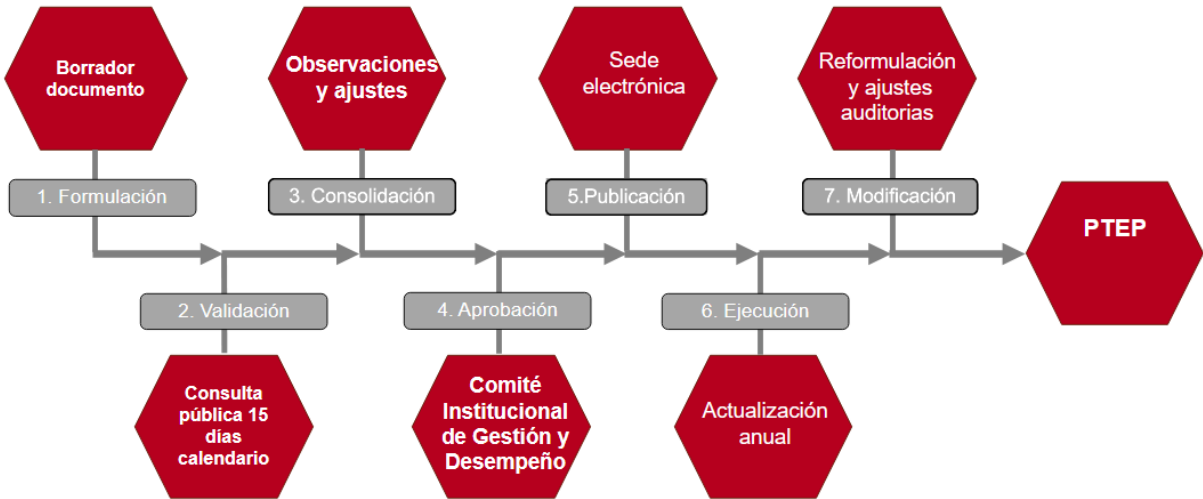 Borrador
documento
Observaciones
y ajustes
Sede
electrónica
Reformulación
y ajustes
auditorias
1. Formulación
3. Consolidación
5.Publicación
7. Modificación
PTEP
2. Validación
4. Aprobación
6. Ejecución
Consulta
pública 15
días
calendario
Comité
Institucional
de Gestión y
Desempeño
Actualización
anual